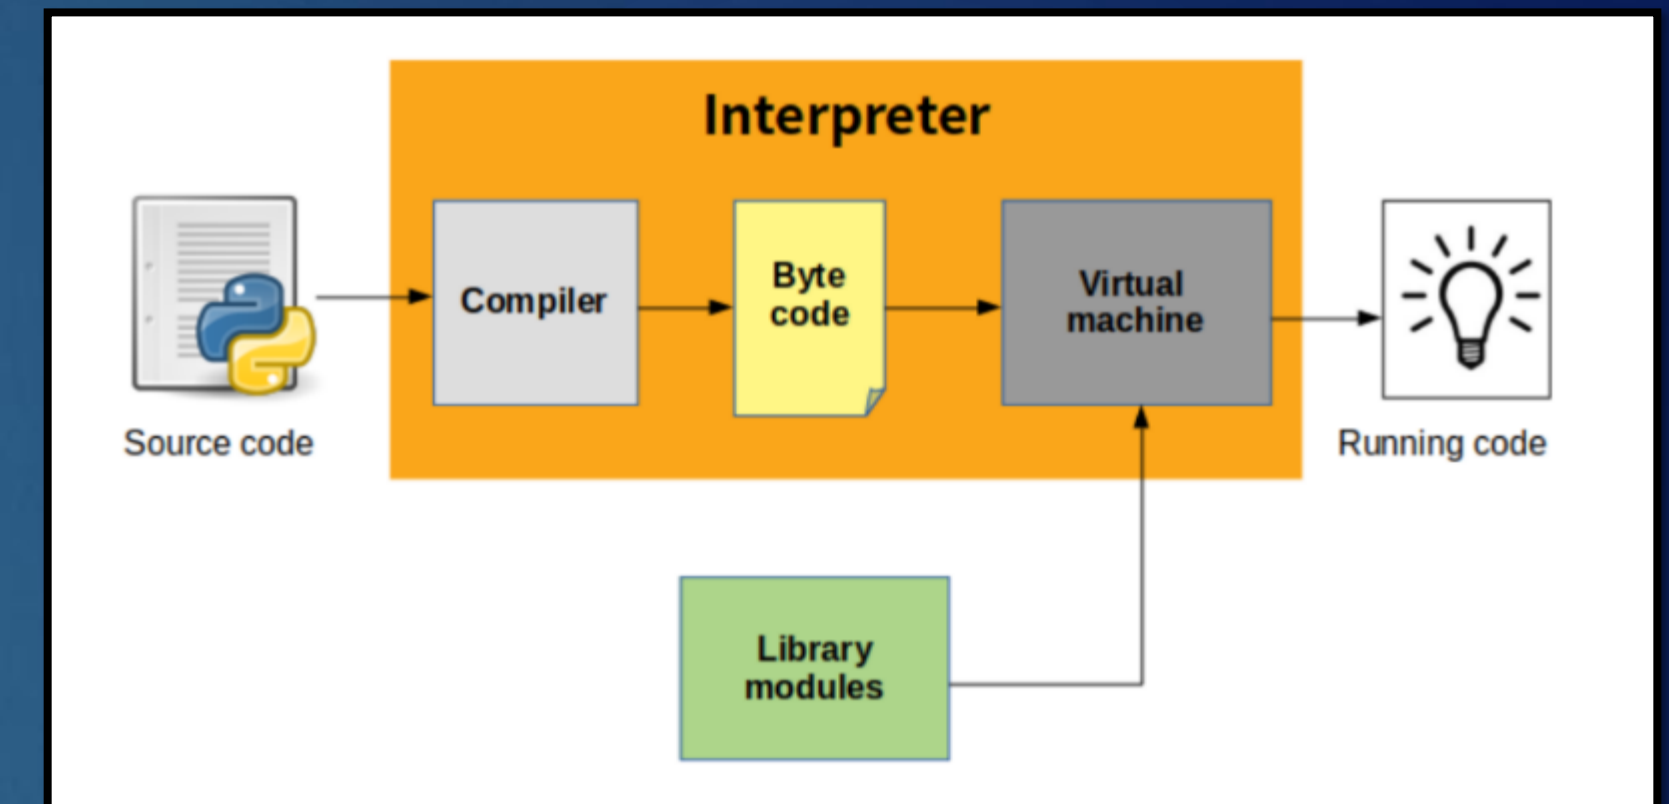 Interpreter
Compiler
Byte
code
Virtual
machine
Source code
Running code
Library
modules